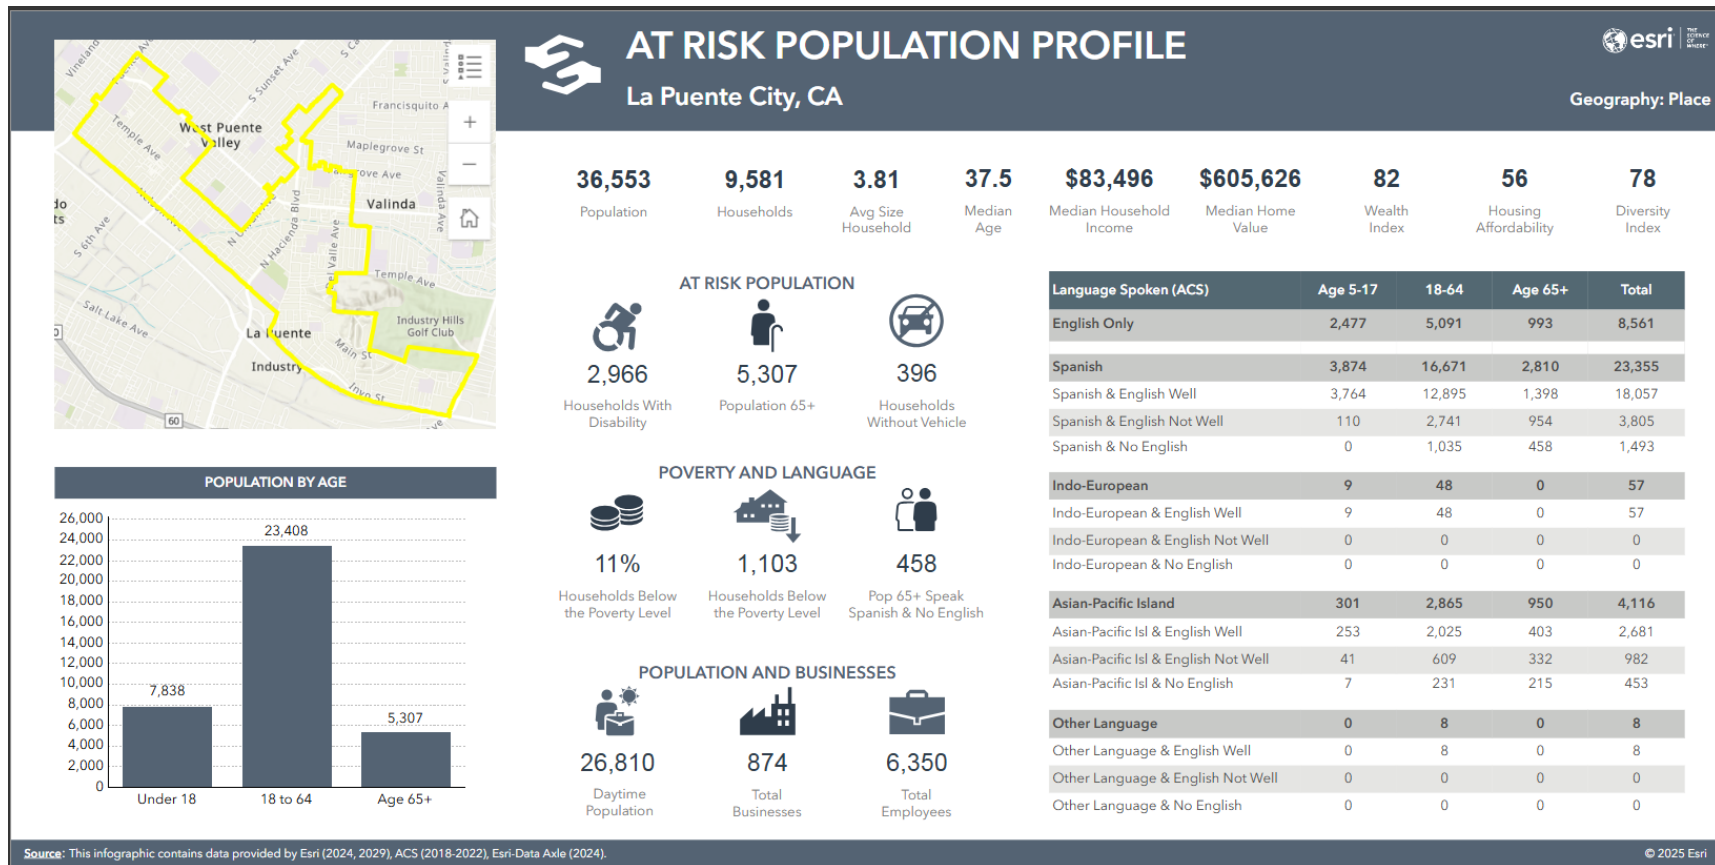 AT RISK POPULATION PROFILE
La Puente City, CA
esri
THE
SCIENCE
OF
WHERE
Geography: Place
Vineland
Puente Ave
S Sunset Ave
Francisquito A
West Puente
Valley
Temple Ave
Maplegrove St
grove Ave
Valinda
Valinda Ave
N Hacienda Blvd
Del Valle Ave
S 6th Ave
Temple Ave
Salt Lake Ave
Industry Hills
Golf Club
La Puente
Main St
Industry
60
+
−
36,553
Population
9,581
Households
3.81
Avg Size
Household
37.5
Median
Age
$83,496
Median Household
Income
$605,626
Median Home
Value
82
Wealth
Index
56
Housing
Affordability
78
Diversity
Index
AT RISK POPULATION
2,966
Households With
Disability
5,307
Population 65+
396
Households
Without Vehicle
POVERTY AND LANGUAGE
11%
Households Below
the Poverty Level
1,103
Households Below
the Poverty Level
458
Pop 65+ Speak
Spanish & No English
POPULATION AND BUSINESSES
26,810
Daytime
Population
874
Total
Businesses
6,350
Total
Employees
POPULATION BY AGE
26,000
24,000
22,000
20,000
18,000
16,000
14,000
12,000
10,000
8,000
6,000
4,000
2,000
0
7,838
23,408
5,307
Under 18
18 to 64
Age 65+
Language Spoken (ACS) Age 5-17 18-64 Age 65+ Total
English Only 2,477 5,091 993 8,561
Spanish 3,874 16,671 2,810 23,355
Spanish & English Well 3,764 12,895 1,398 18,057
Spanish & English Not Well 110 2,741 954 3,805
Spanish & No English 0 1,035 458 1,493
Indo-European 9 48 0 57
Indo-European & English Well 9 48 0 57
Indo-European & English Not Well 0 0 0 0
Indo-European & No English 0 0 0 0
Asian-Pacific Island 301 2,865 950 4,116
Asian-Pacific Isl & English Well 253 2,025 403 2,681
Asian-Pacific Isl & English Not Well 41 609 332 982
Asian-Pacific Isl & No English 7 231 215 453
Other Language 0 8 0 8
Other Language & English Well 0 8 0 8
Other Language & English Not Well 0 0 0 0
Other Language & No English 0 0 0 0
Source: This infographic contains data provided by Esri (2024, 2029), ACS (2018-2022), Esri-Data Axle (2024).
© 2025 Esri